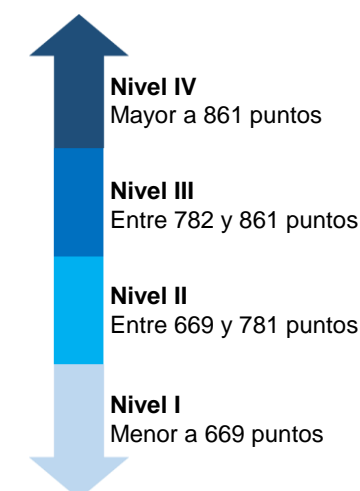 Nivel IV
Mayor a 861 puntos
Nivel III
Entre 782 y 861 puntos
Nivel II
Entre 669 y 781 puntos
Nivel I
Menor a 669 puntos